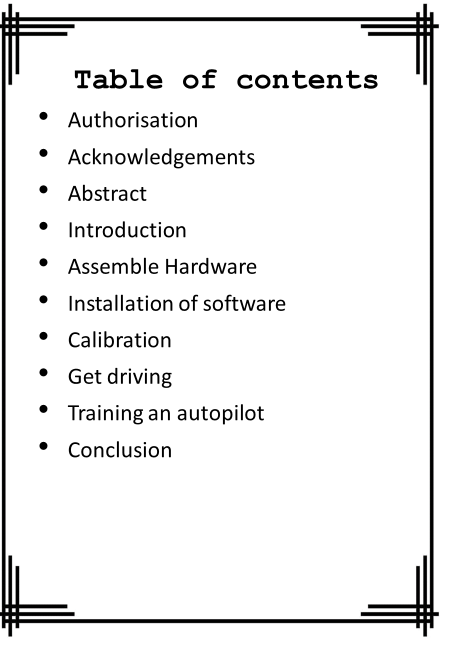 Table of contents
• Authorisation
• Acknowledgements
• Abstract
• Introduction
• Assemble Hardware
• Installation of software
• Calibration
• Get driving
• Training an autopilot
• Conclusion